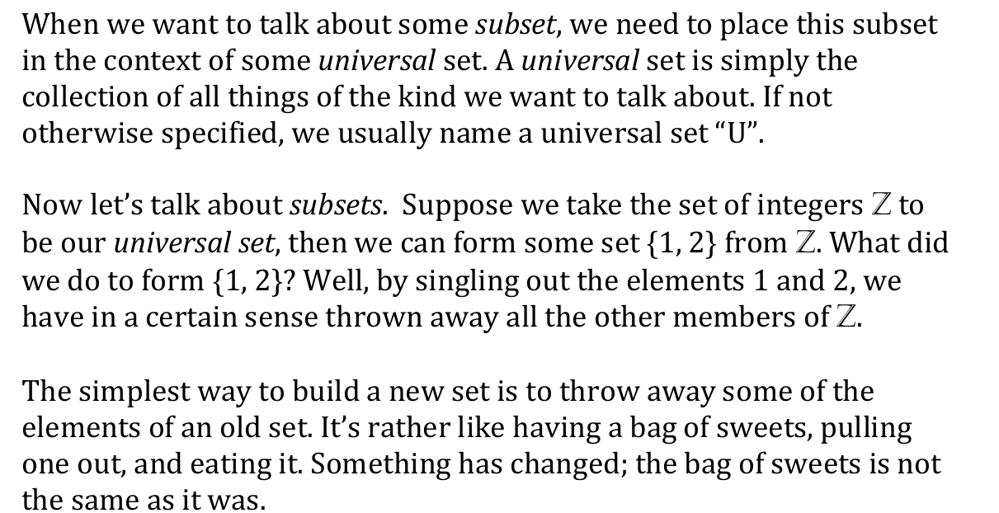 When we want to talk about some subset, we need to place this subset
in the context of some universal set. A universal set is simply the
collection of all things of the kind we want to talk about. If not
otherwise specified, we usually name a universal set “U”.
Now let’s talk about subsets. Suppose we take the set of integers ℤ to
be our universal set, then we can form some set {1, 2} from ℤ. What did
we do to form {1, 2}? Well, by singling out the elements 1 and 2, we
have in a certain sense thrown away all the other members of ℤ.
The simplest way to build a new set is to throw away some of the
elements of an old set. It’s rather like having a bag of sweets, pulling
one out, and eating it. Something has changed; the bag of sweets is not
the same as it was.